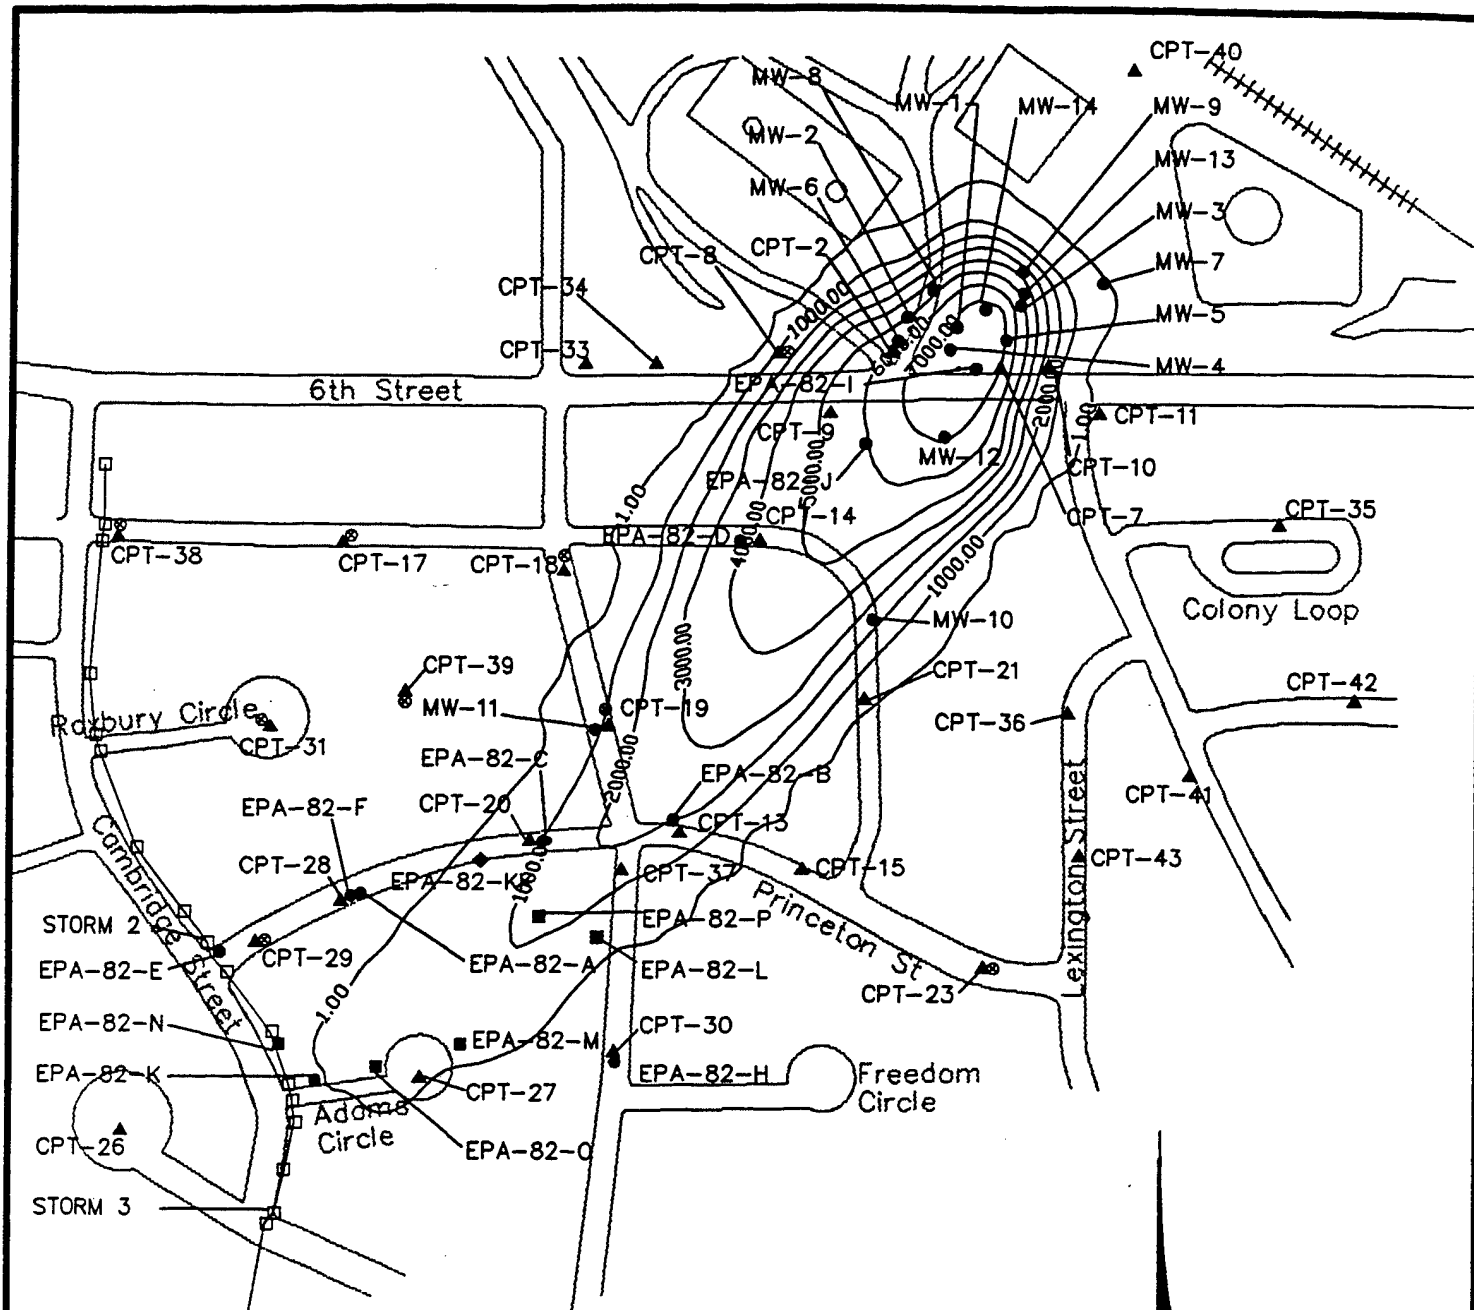 CPT-40
MW-8
MW-1
MW-14
MW-9
MW-2
MW-13
MW-6
MW-3
CPT-8
CPT-2
MW-7
CPT-34
1000.00
MW-5
CPT-33
7000.00
MW-4
6th Street
EPA-82-I
2000.00
CPT-9
1.00
CPT-11
MW-12
5000.00
CPT-10
EPA-82-J
1.00
CPT-14
CPT-7
CPT-35
EPA-82-D
4000.00
CPT-38
CPT-17
CPT-18
1000.00
Colony Loop
MW-10
3000.00
CPT-39
CPT-21
CPT-42
MW-11
CPT-19
CPT-36
Roxbury Circle
CPT-31
EPA-82-C
2000.00
EPA-82-B
CPT-41
EPA-82-F
CPT-20
CPT-13
Lexington Street
CPT-43
CPT-28
CPT-37
CPT-15
Cambridge Street
1000.00
Princeton St
STORM 2
EPA-82-P
EPA-82-E
CPT-29
EPA-82-A
EPA-82-L
CPT-23
1.00
EPA-82-N
EPA-82-M
CPT-30
EPA-82-K
EPA-82-H
Freedom
Circle
CPT-27
Adams
Circle
CPT-26
EPA-82-O
STORM 3